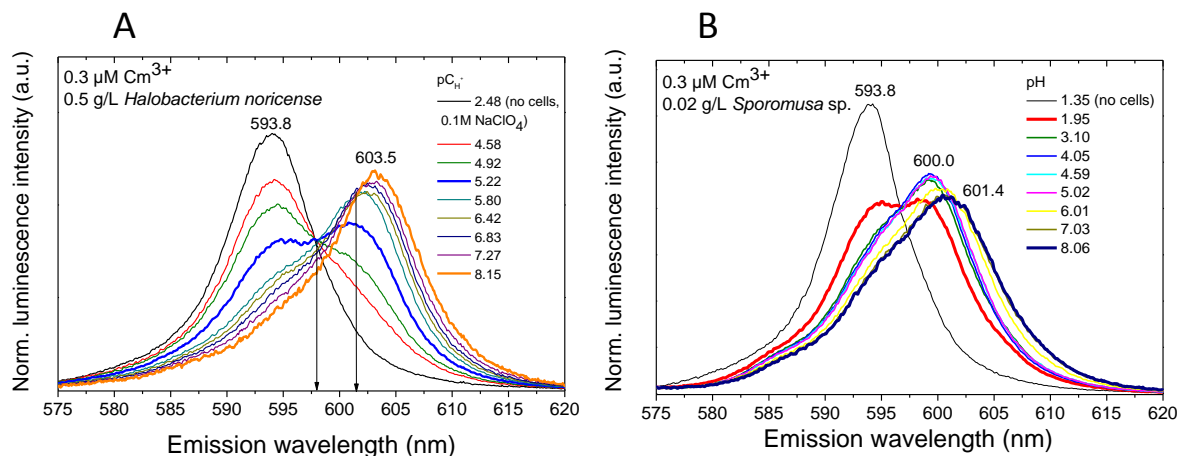 A
0.3 µM Cm³⁺
0.5 g/L Halobacterium noricense
593.8
603.5
pC_H⁻
2.48 (no cells,
0.1M NaClO₄)
4.58
4.92
5.22
5.80
6.42
6.83
7.27
8.15
Norm. luminescence intensity (a.u.)
575 580 585 590 595 600 605 610 615 620
Emission wavelength (nm)
B
0.3 µM Cm³⁺
0.02 g/L Sporomusa sp.
593.8
600.0
601.4
pH
1.35 (no cells)
1.95
3.10
4.05
4.59
5.02
6.01
7.03
8.06
Norm. luminescence intensity (a.u.)
575 580 585 590 595 600 605 610 615 620
Emission wavelength (nm)